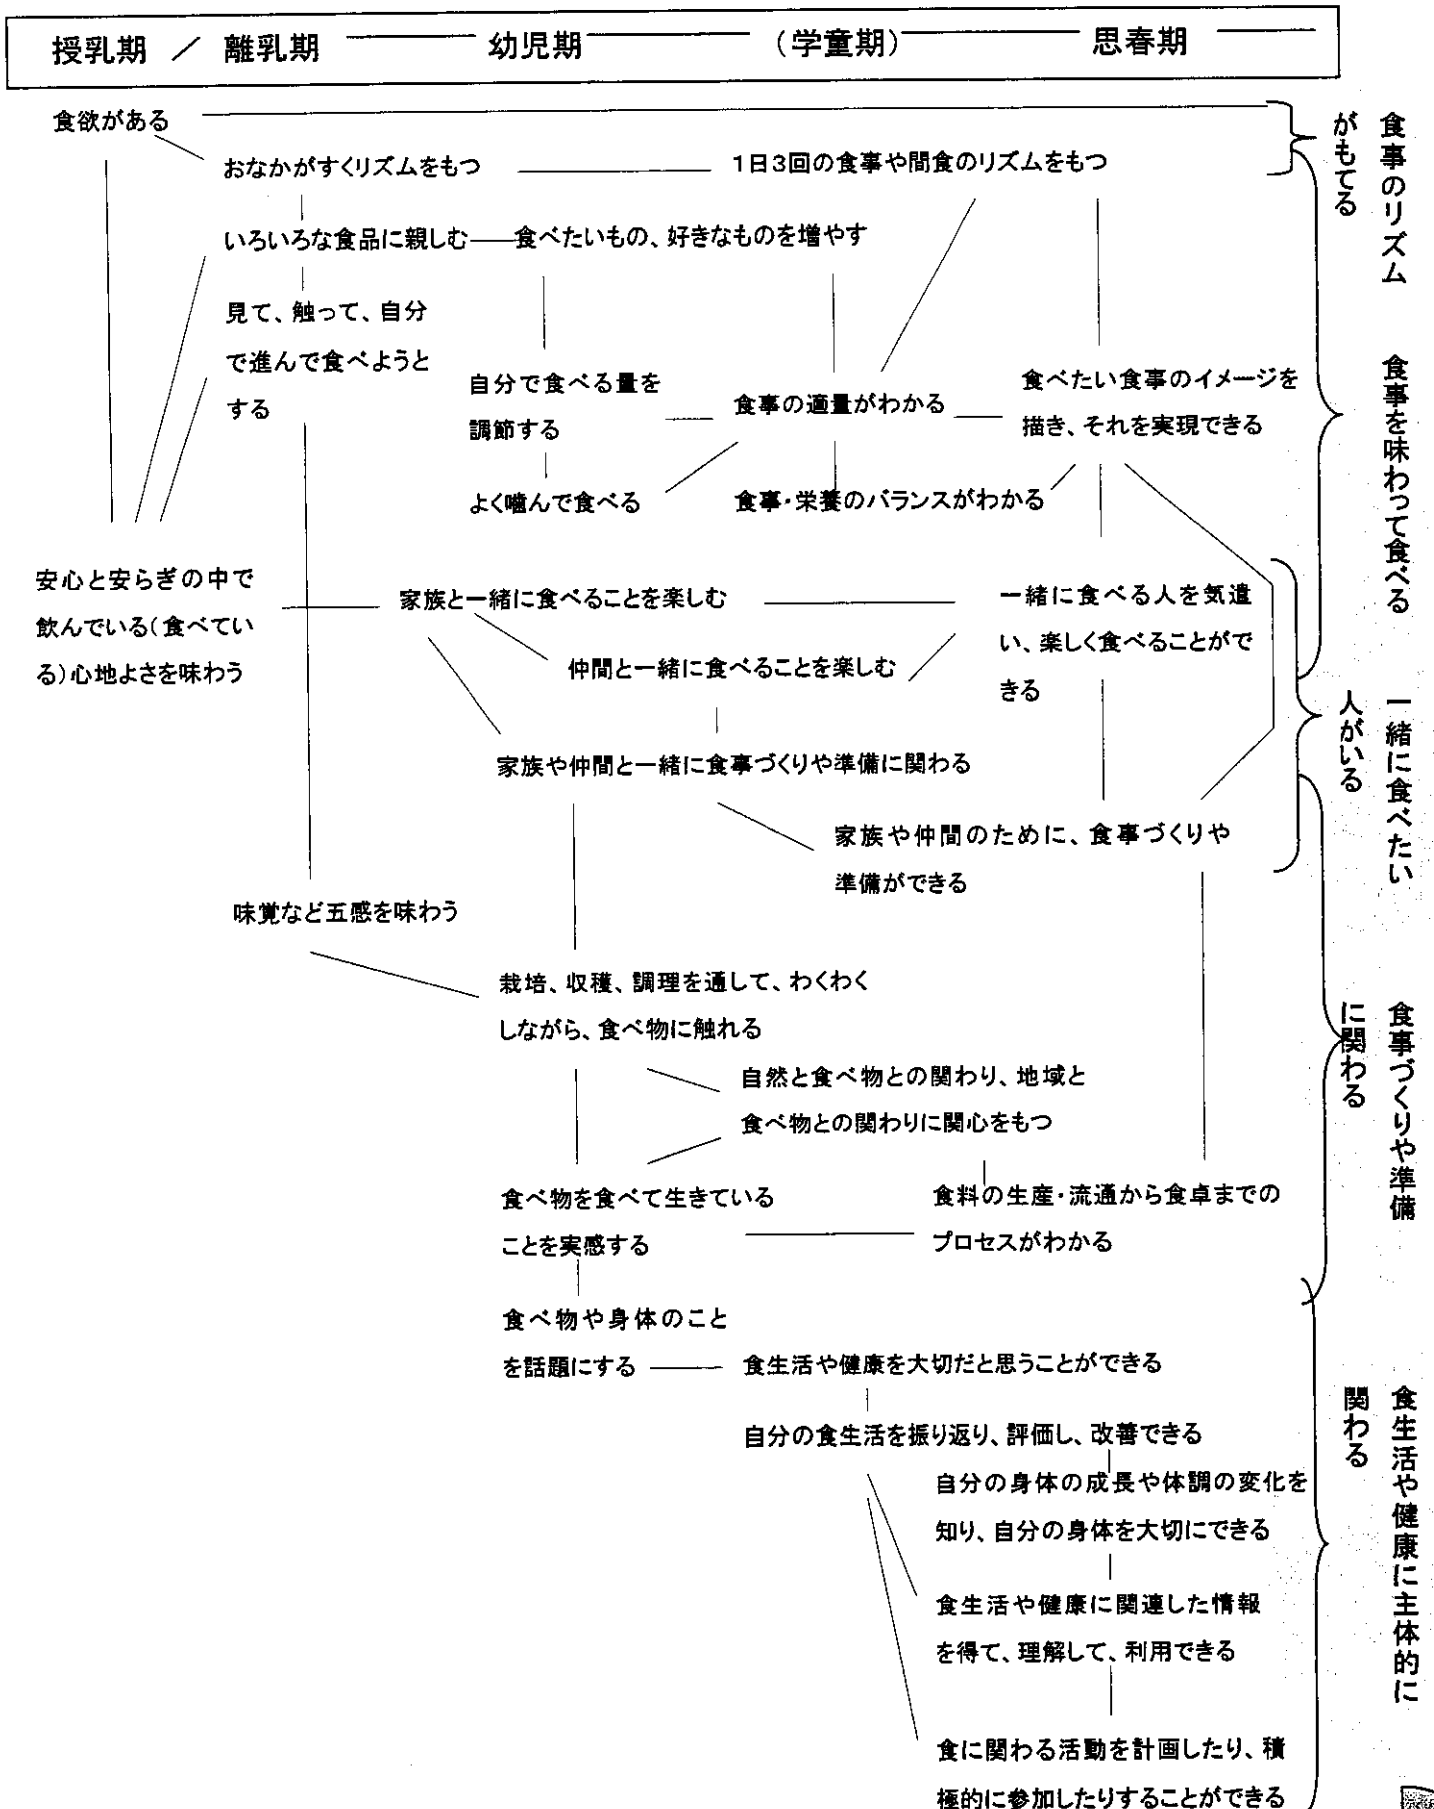 授乳期 / 離乳期 幼児期 (学童期) 思春期
食欲がある
おなかがすくリズムをもつ
1日3回の食事や間食のリズムをもつ
いろいろな食品に親しむ
食べたいもの、好きなものを増やす
見て、触って、自分
で進んで食べようと
する
自分で食べる量を
調節する
食事の適量がわかる
食べたい食事のイメージを
描き、それを実現できる
よく噛んで食べる
食事・栄養のバランスがわかる
安心と安らぎの中で
飲んでいる(食べてい
る)心地よさを味わう
家族と一緒に食べることを楽しむ
一緒に食べる人を気遣
い、楽しく食べることがで
きる
仲間と一緒に食べることを楽しむ
家族や仲間と一緒に食事づくりや準備に関わる
家族や仲間のために、食事づくりや
準備ができる
味覚など五感を味わう
栽培、収穫、調理を通して、わくわく
しながら、食べ物に触れる
自然と食べ物との関わり、地域と
食べ物との関わりに関心をもつ
食べ物を食べて生きている
ことを実感する
食料の生産・流通から食卓までの
プロセスがわかる
食べ物や身体のこと
を話題にする
食生活や健康を大切だと思うことができる
自分の食生活を振り返り、評価し、改善できる
自分の身体の成長や体調の変化を
知り、自分の身体を大切にできる
食生活や健康に関連した情報
を得て、理解して、利用できる
食に関わる活動を計画したり、積
極的に参加したりすることができる
食事のリズム
がもてる
食事を味わって食べる
一緒に食べたい
人がいる
食事づくりや準備
に関わる
食生活や健康に主体的に
関わる